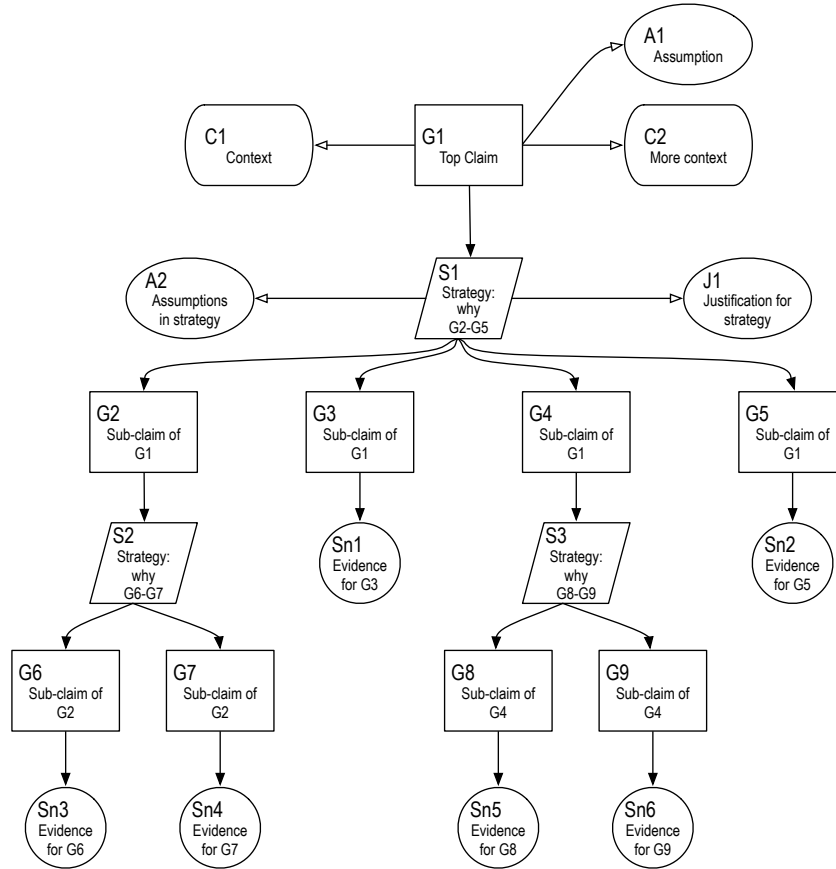 A1
Assumption
C1
Context
G1
Top Claim
C2
More context
A2
Assumptions
in strategy
S1
Strategy:
why
G2-G5
J1
Justification for
strategy
G2
Sub-claim of
G1
G3
Sub-claim of
G1
G4
Sub-claim of
G1
G5
Sub-claim of
G1
S2
Strategy:
why
G6-G7
Sn1
Evidence
for G3
S3
Strategy:
why
G8-G9
Sn2
Evidence
for G5
G6
Sub-claim of
G2
G7
Sub-claim of
G2
G8
Sub-claim of
G4
G9
Sub-claim of
G4
Sn3
Evidence
for G6
Sn4
Evidence
for G7
Sn5
Evidence
for G8
Sn6
Evidence
for G9